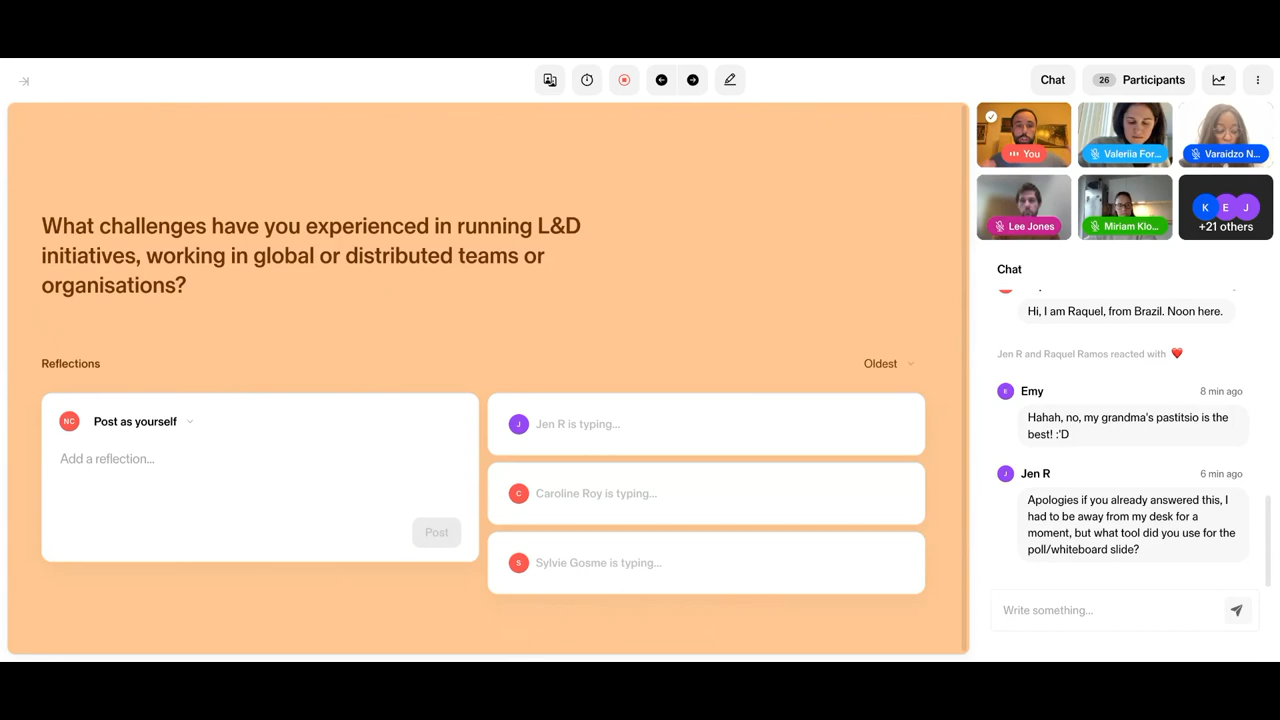 Chat
26 Participants
You
Valeriia For...
Varaidzo N...
Lee Jones
Miriam Klo...
K E J
+21 others
What challenges have you experienced in running L&D
initiatives, working in global or distributed teams or
organisations?
Reflections
Oldest
NC Post as yourself
Add a reflection...
Post
J Jen R is typing...
C Caroline Roy is typing...
S Sylvie Gosme is typing...
Chat
Hi, I am Raquel, from Brazil. Noon here.
Jen R and Raquel Ramos reacted with ❤️
E Emy 8 min ago
Hahah, no, my grandma's pastitsio is the
best! :'D
J Jen R 6 min ago
Apologies if you already answered this, I
had to be away from my desk for a
moment, but what tool did you use for the
poll/whiteboard slide?
Write something...